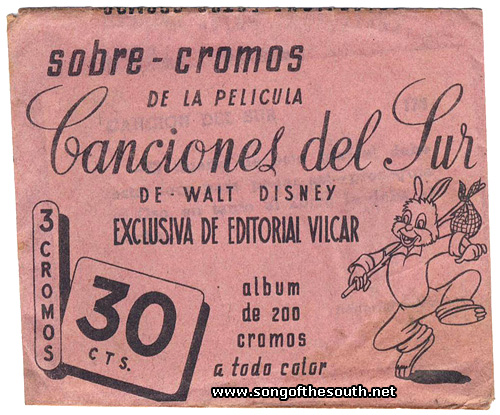 sobre - cromos
DE LA PELICULA
Canciones del Sur
DE - WALT DISNEY
EXCLUSIVA DE EDITORIAL VILCAR
3 CROMOS
30
CTS.
album
de 200
cromos
a todo color
www.songofthesouth.net